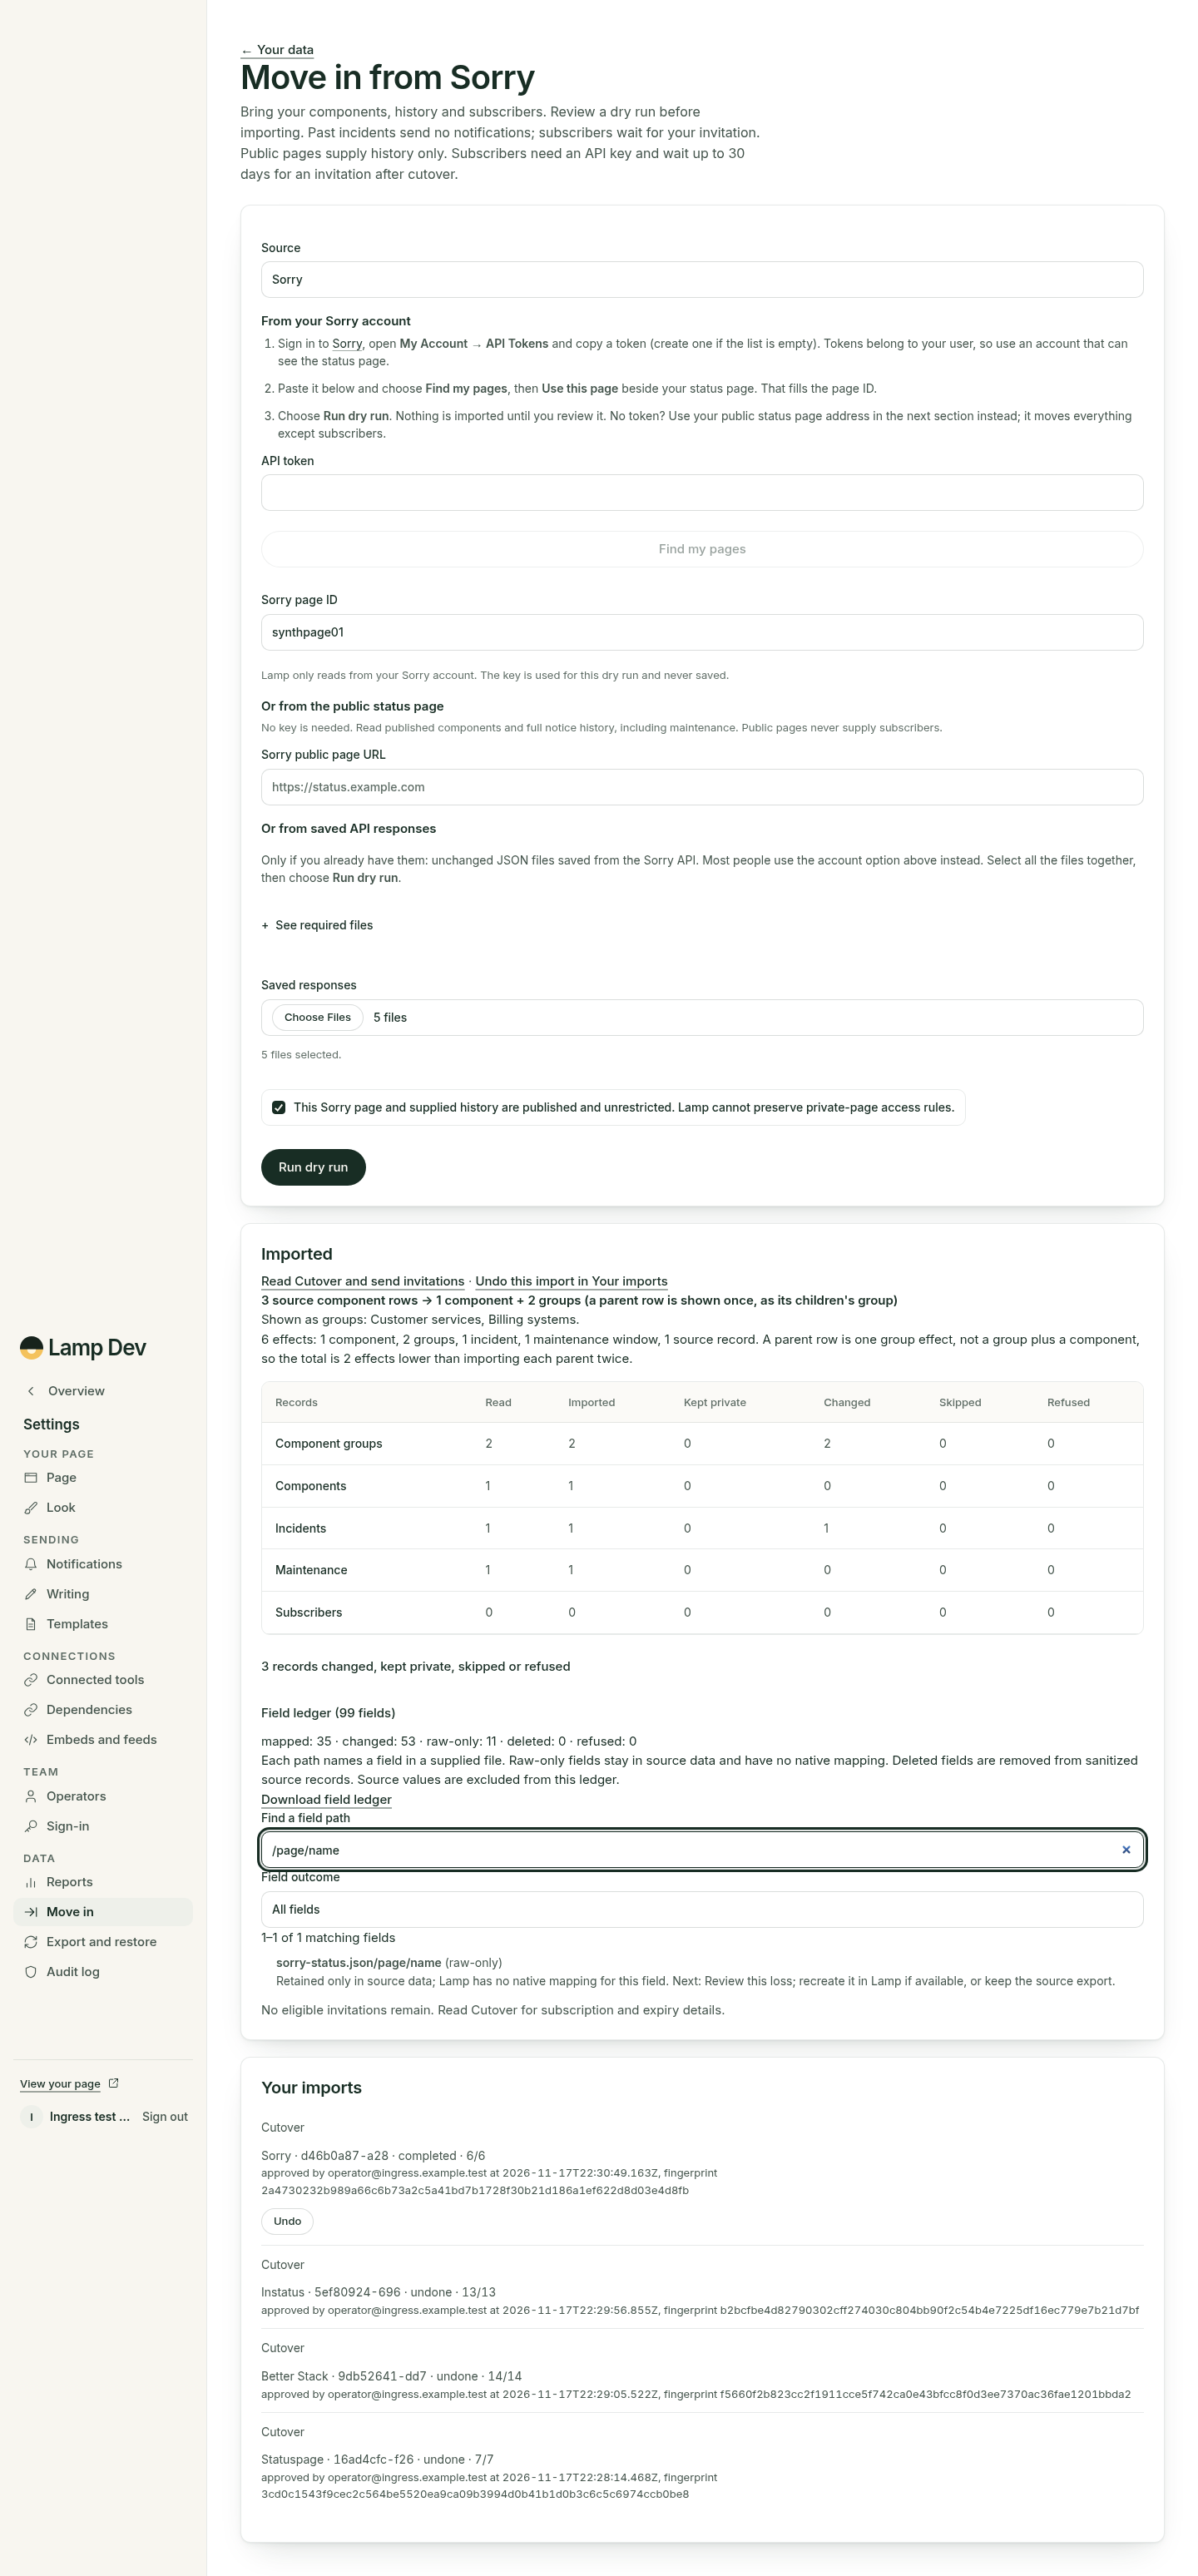 ← Your data
Move in from Sorry
Bring your components, history and subscribers. Review a dry run before
importing. Past incidents send no notifications; subscribers wait for your invitation.
Public pages supply history only. Subscribers need an API key and wait up to 30
days for an invitation after cutover.
Source
Sorry
From your Sorry account
1. Sign in to Sorry, open My Account → API Tokens and copy a token (create one if the list is empty). Tokens belong to your user, so use an account that can
see the status page.
2. Paste it below and choose Find my pages, then Use this page beside your status page. That fills the page ID.
3. Choose Run dry run. Nothing is imported until you review it. No token? Use your public status page address in the next section instead; it moves everything
except subscribers.
API token
Find my pages
Sorry page ID
synthpage01
Lamp only reads from your Sorry account. The key is used for this dry run and never saved.
Or from the public status page
No key is needed. Read published components and full notice history, including maintenance. Public pages never supply subscribers.
Sorry public page URL
https://status.example.com
Or from saved API responses
Only if you already have them: unchanged JSON files saved from the Sorry API. Most people use the account option above instead. Select all the files together,
then choose Run dry run.
+ See required files
Saved responses
Choose Files 5 files
5 files selected.
This Sorry page and supplied history are published and unrestricted. Lamp cannot preserve private-page access rules.
Run dry run
Imported
Read Cutover and send invitations · Undo this import in Your imports
3 source component rows → 1 component + 2 groups (a parent row is shown once, as its children's group)
Shown as groups: Customer services, Billing systems.
6 effects: 1 component, 2 groups, 1 incident, 1 maintenance window, 1 source record. A parent row is one group effect, not a group plus a component,
so the total is 2 effects lower than importing each parent twice.
Records Read Imported Kept private Changed Skipped Refused
Component groups 2 2 0 2 0 0
Components 1 1 0 0 0 0
Incidents 1 1 0 1 0 0
Maintenance 1 1 0 0 0 0
Subscribers 0 0 0 0 0 0
3 records changed, kept private, skipped or refused
Field ledger (99 fields)
mapped: 35 · changed: 53 · raw-only: 11 · deleted: 0 · refused: 0
Each path names a field in a supplied file. Raw-only fields stay in source data and have no native mapping. Deleted fields are removed from sanitized
source records. Source values are excluded from this ledger.
Download field ledger
Find a field path
/page/name
Field outcome
All fields
1–1 of 1 matching fields
sorry-status.json/page/name (raw-only)
Retained only in source data; Lamp has no native mapping for this field. Next: Review this loss; recreate it in Lamp if available, or keep the source export.
No eligible invitations remain. Read Cutover for subscription and expiry details.
Your imports
Cutover
Sorry · d46b0a87-a28 · completed · 6/6
approved by operator@ingress.example.test at 2026-11-17T22:30:49.163Z, fingerprint
2a4730232b989a66c6b73a2c5a41bd7b1728f30b21d186a1ef622d8d03e4d8fb
Undo
Cutover
Instatus · 5ef80924-696 · undone · 13/13
approved by operator@ingress.example.test at 2026-11-17T22:29:56.855Z, fingerprint b2bcfbe4d82790302cff274030c804bb90f2c54b4e7225df16ec779e7b21d7bf
Cutover
Better Stack · 9db52641-dd7 · undone · 14/14
approved by operator@ingress.example.test at 2026-11-17T22:29:05.522Z, fingerprint f5660f2b823cc2f1911cce5f742ca0e43bfcc8f0d3ee7370ac36fae1201bbda2
Cutover
Statuspage · 16ad4cfc-f26 · undone · 7/7
approved by operator@ingress.example.test at 2026-11-17T22:28:14.468Z, fingerprint
3cd0c1543f9cec2c564be5520ea9ca09b3994d0b41b1d0b3c6c5c6974ccb0be8
Lamp Dev
Overview
Settings
YOUR PAGE
Page
Look
SENDING
Notifications
Writing
Templates
CONNECTIONS
Connected tools
Dependencies
Embeds and feeds
TEAM
Operators
Sign-in
DATA
Reports
Move in
Export and restore
Audit log
View your page
I Ingress test ... Sign out